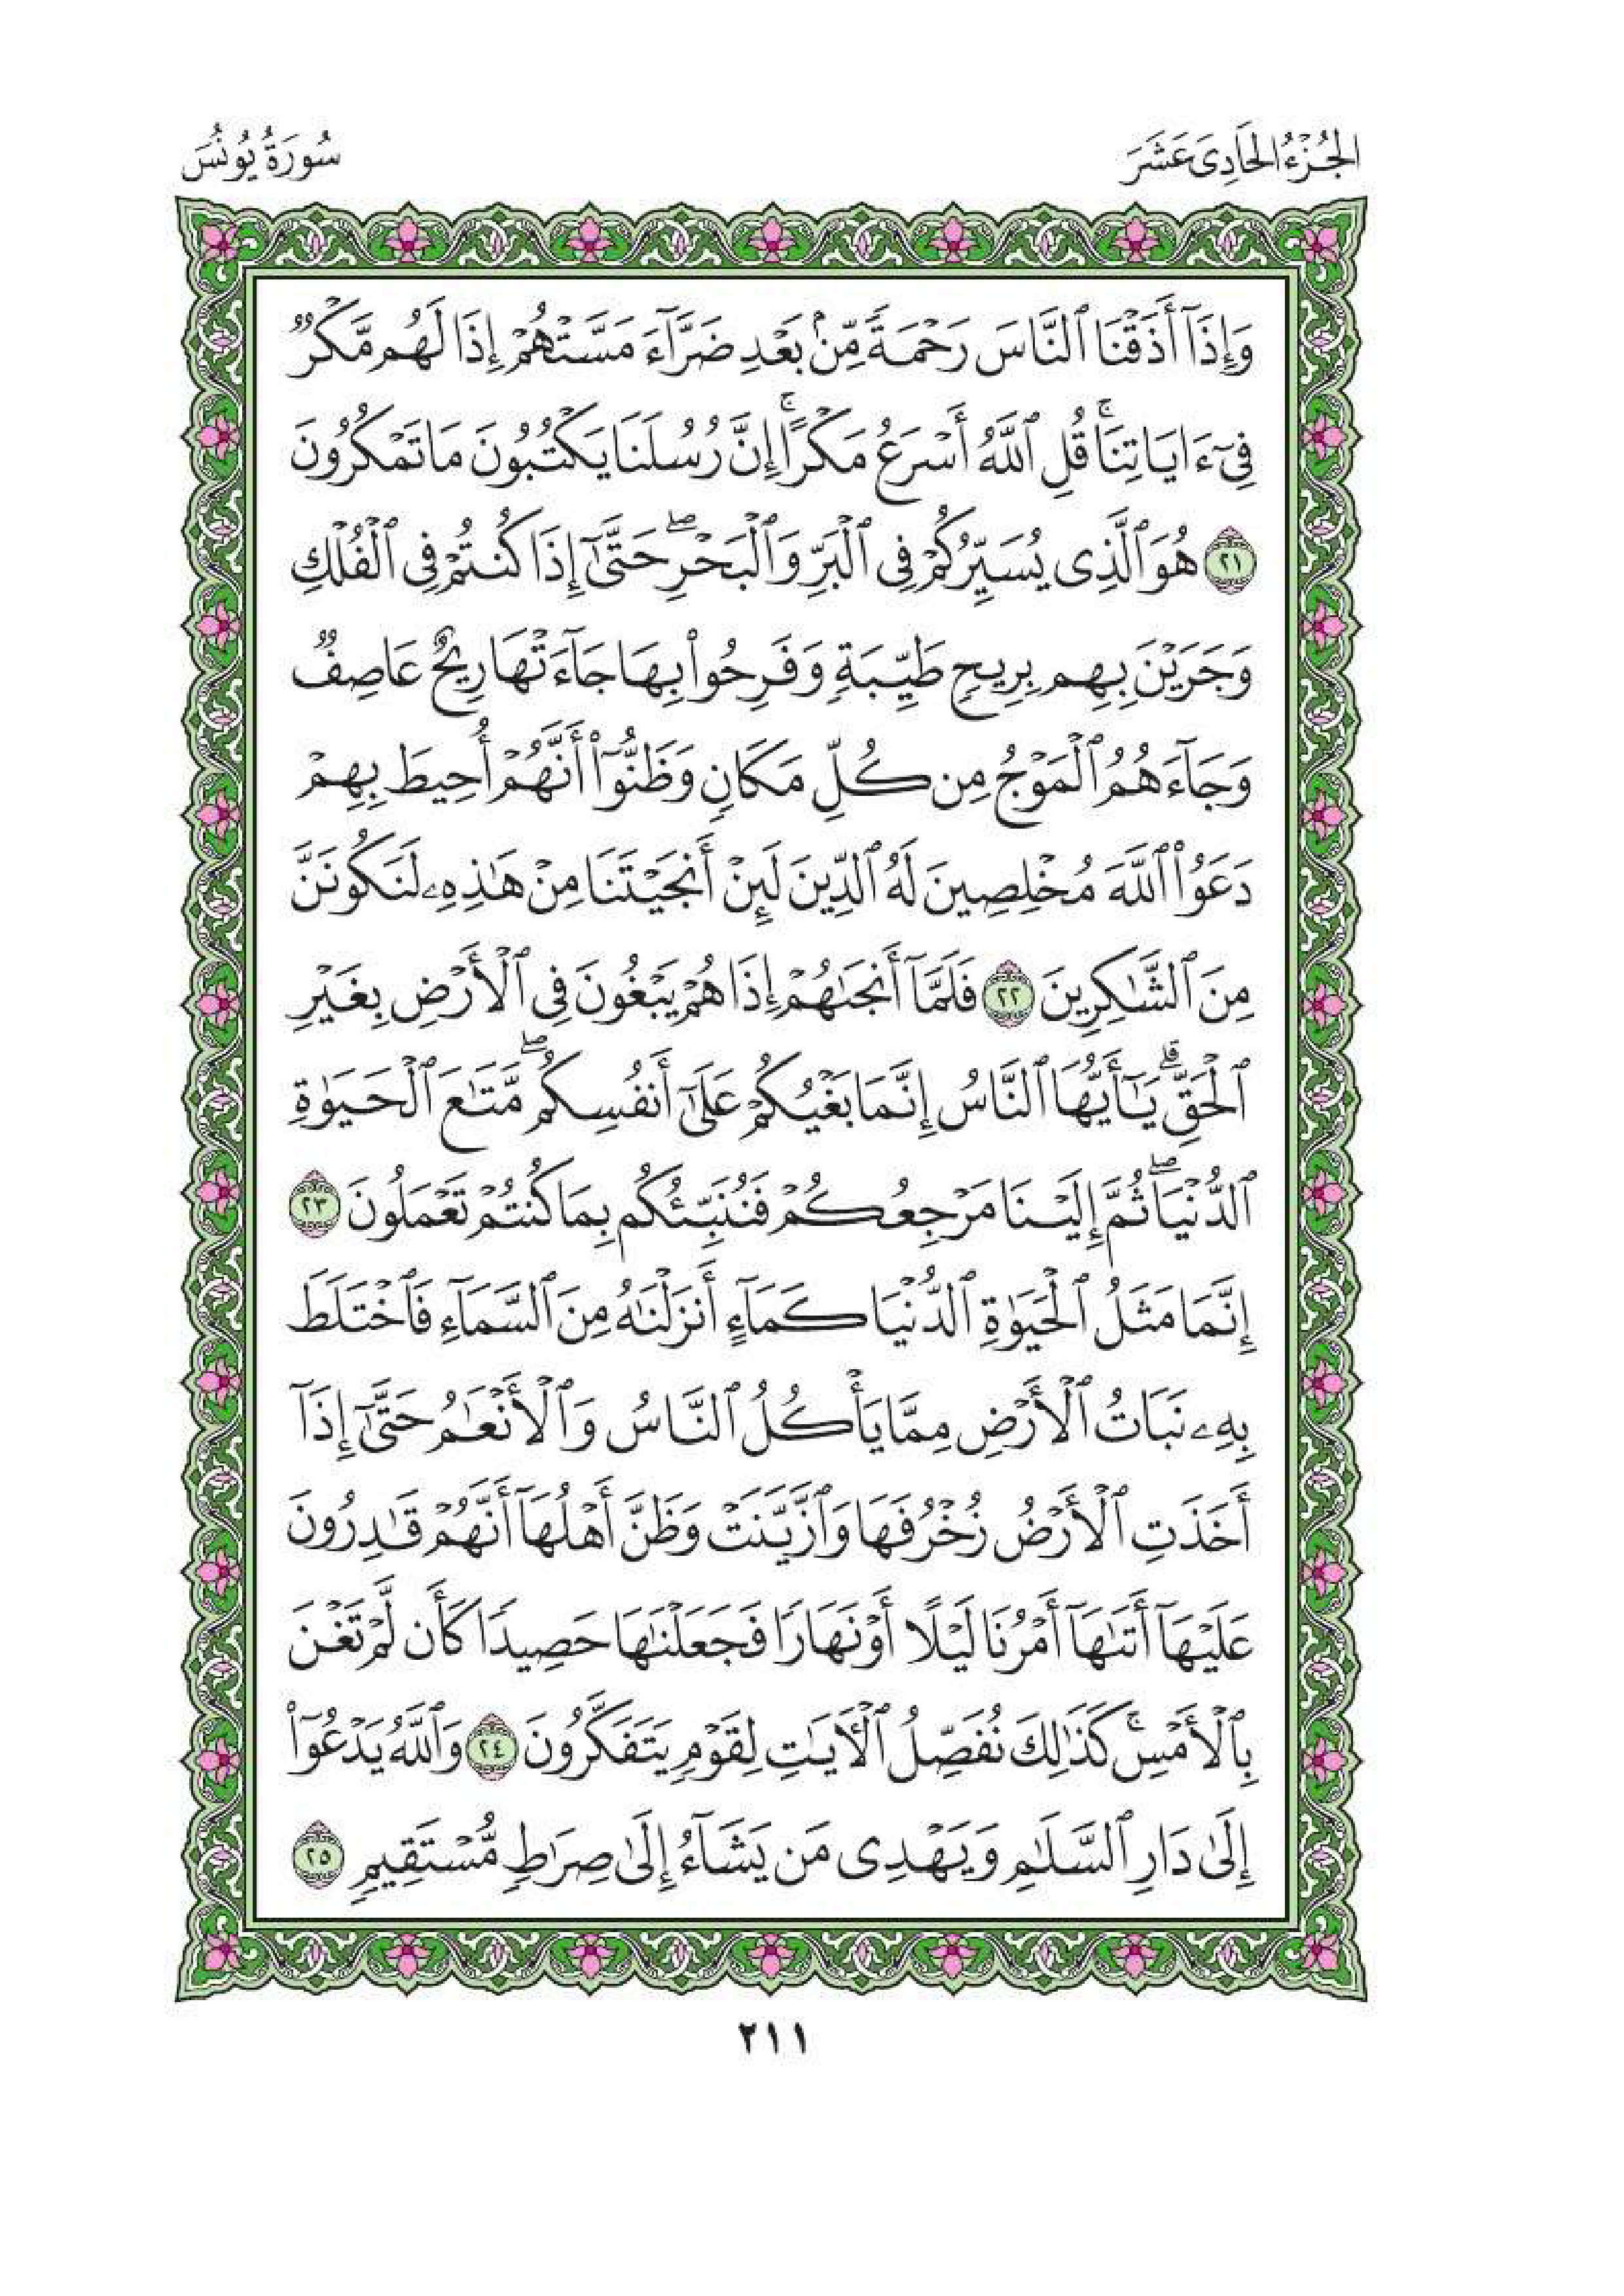 الجُزْءُ الحَادِيَ عَشَرَ
سُورَةُ يُونُسَ
وَإِذَآ أَذَقْنَا ٱلنَّاسَ رَحْمَةً مِّنۢ بَعْدِ ضَرَّآءَ مَسَّتْهُمْ إِذَا لَهُم مَّكْرٌ
فِىٓ ءَايَاتِنَاۚ قُلِ ٱللَّهُ أَسْرَعُ مَكْرًاۚ إِنَّ رُسُلَنَا يَكْتُبُونَ مَا تَمْكُرُونَ
٢١ هُوَ ٱلَّذِى يُسَيِّرُكُمْ فِى ٱلْبَرِّ وَٱلْبَحْرِۖ حَتَّىٰٓ إِذَا كُنتُمْ فِى ٱلْفُلْكِ
وَجَرَيْنَ بِهِم بِرِيحٍ طَيِّبَةٍ وَفَرِحُوا۟ بِهَا جَآءَتْهَا رِيحٌ عَاصِفٌ
وَجَآءَهُمُ ٱلْمَوْجُ مِن كُلِّ مَكَانٍ وَظَنُّوٓا۟ أَنَّهُمْ أُحِيطَ بِهِمْ
دَعَوُا۟ ٱللَّهَ مُخْلِصِينَ لَهُ ٱلدِّينَ لَئِنْ أَنجَيْتَنَا مِنْ هَٰذِهِۦ لَنَكُونَنَّ
مِنَ ٱلشَّٰكِرِينَ ٢٢ فَلَمَّآ أَنجَىٰهُمْ إِذَا هُمْ يَبْغُونَ فِى ٱلْأَرْضِ بِغَيْرِ
ٱلْحَقِّۗ يَٰٓأَيُّهَا ٱلنَّاسُ إِنَّمَا بَغْيُكُمْ عَلَىٰٓ أَنفُسِكُمۖ مَّتَٰعَ ٱلْحَيَوٰةِ
ٱلدُّنْيَاۖ ثُمَّ إِلَيْنَا مَرْجِعُكُمْ فَنُنَبِّئُكُم بِمَا كُنتُمْ تَعْمَلُونَ ٢٣
إِنَّمَا مَثَلُ ٱلْحَيَوٰةِ ٱلدُّنْيَا كَمَآءٍ أَنزَلْنَٰهُ مِنَ ٱلسَّمَآءِ فَٱخْتَلَطَ
بِهِۦ نَبَاتُ ٱلْأَرْضِ مِمَّا يَأْكُلُ ٱلنَّاسُ وَٱلْأَنْعَٰمُ حَتَّىٰٓ إِذَآ
أَخَذَتِ ٱلْأَرْضُ زُخْرُفَهَا وَٱزَّيَّنَتْ وَظَنَّ أَهْلُهَآ أَنَّهُمْ قَٰدِرُونَ
عَلَيْهَآ أَتَىٰهَآ أَمْرُنَا لَيْلًا أَوْ نَهَارًا فَجَعَلْنَٰهَا حَصِيدًا كَأَن لَّمْ تَغْنَ
بِٱلْأَمْسِۚ كَذَٰلِكَ نُفَصِّلُ ٱلْـَٔايَٰتِ لِقَوْمٍ يَتَفَكَّرُونَ ٢٤ وَٱللَّهُ يَدْعُوٓا۟
إِلَىٰ دَارِ ٱلسَّلَٰمِ وَيَهْدِى مَن يَشَآءُ إِلَىٰ صِرَٰطٍ مُّسْتَقِيمٍ ٢٥
٢١١